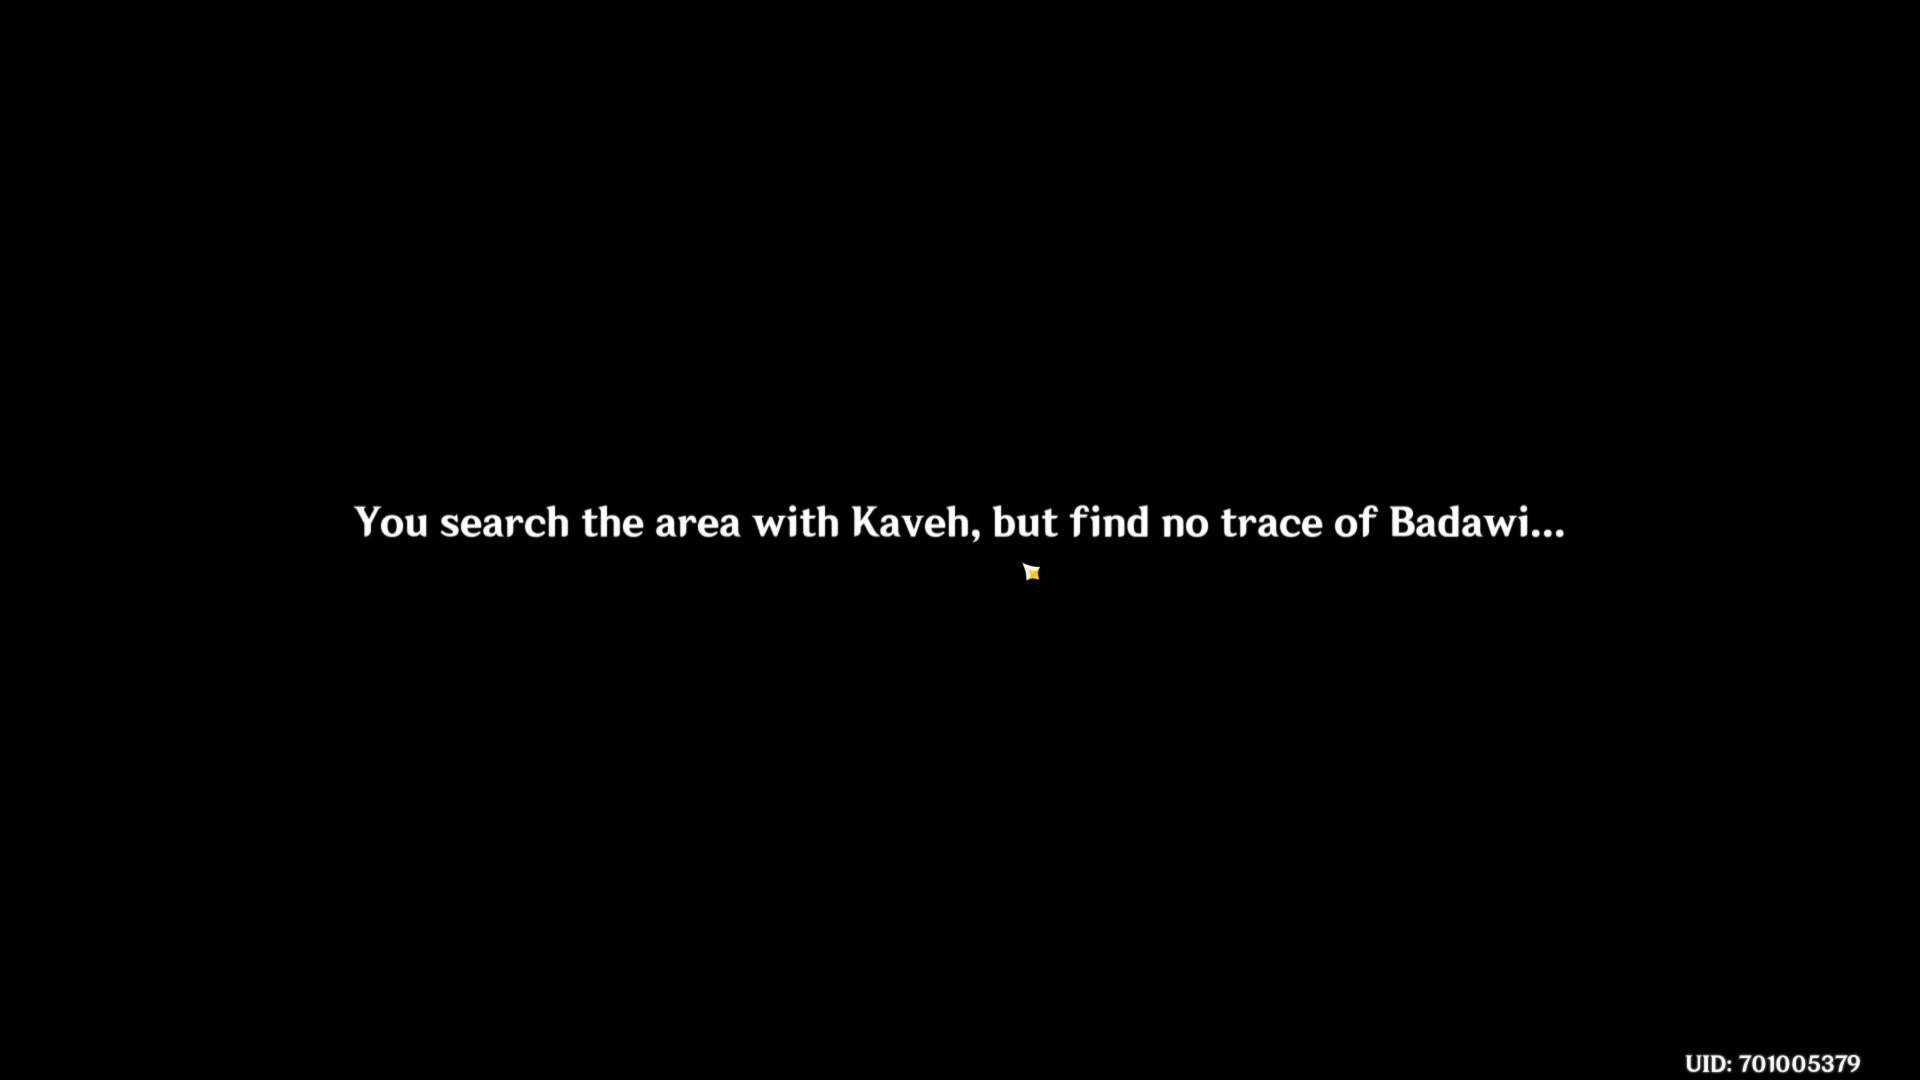 You search the area with Kaveh, but find no trace of Badawi...
UID: 701005379